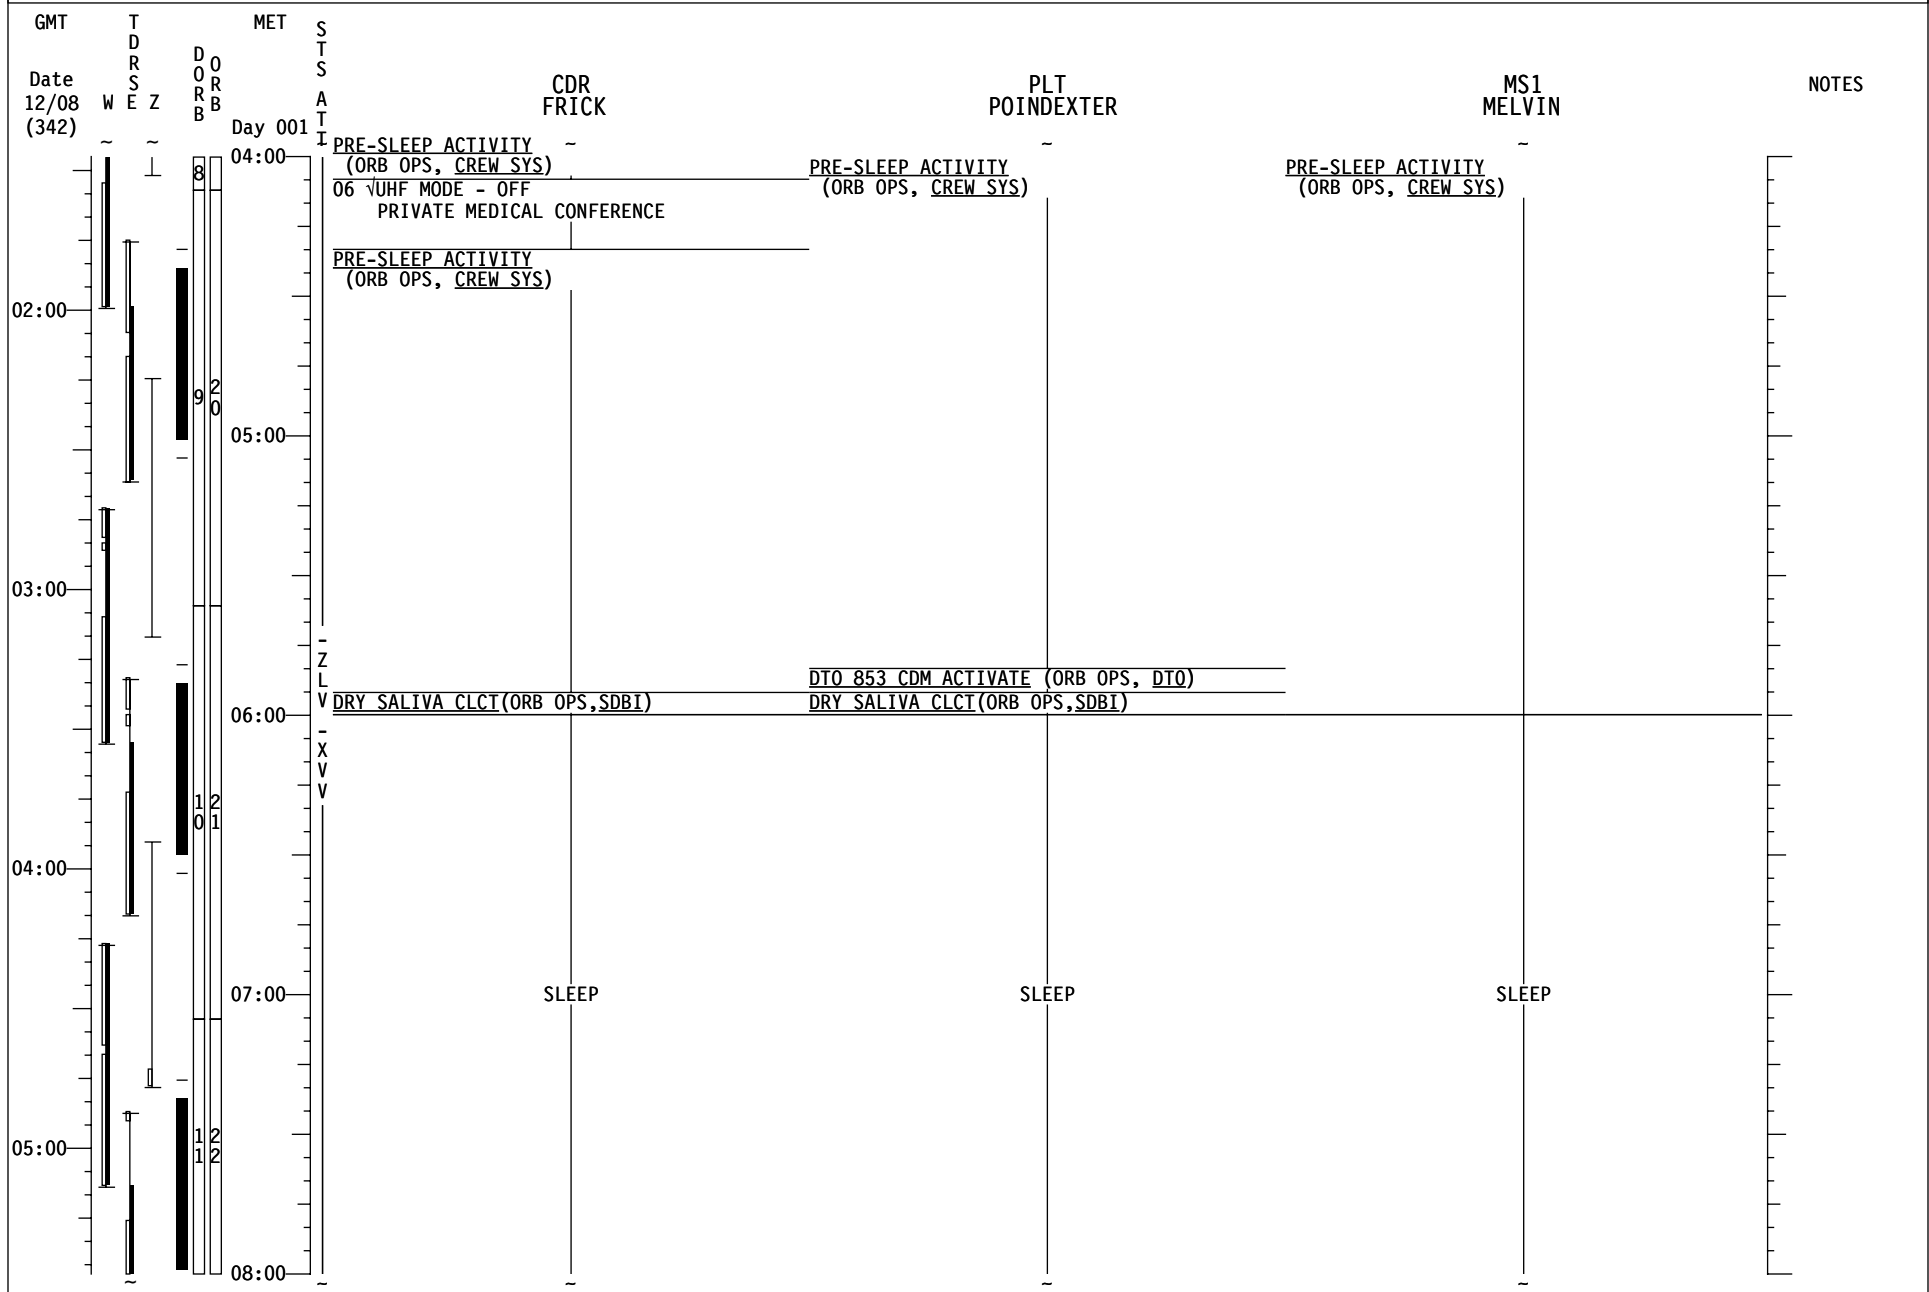 GMT
TDRS
MET
STS ATT
DORB
ORB
Date
12/08
(342)
W E Z
Day 001
CDR
FRICK
PLT
POINDEXTER
MS1
MELVIN
NOTES
~ ~ ~ ~ ~
04:00
PRE-SLEEP ACTIVITY
(ORB OPS, CREW SYS)
PRE-SLEEP ACTIVITY
(ORB OPS, CREW SYS)
PRE-SLEEP ACTIVITY
(ORB OPS, CREW SYS)
8
06 √UHF MODE - OFF
PRIVATE MEDICAL CONFERENCE
PRE-SLEEP ACTIVITY
(ORB OPS, CREW SYS)
02:00
9
20
05:00
03:00
-ZLV
DTO 853 CDM ACTIVATE (ORB OPS, DTO)
DRY SALIVA CLCT(ORB OPS,SDBI)
DRY SALIVA CLCT(ORB OPS,SDBI)
06:00
-XVV
10
21
04:00
07:00
SLEEP
SLEEP
SLEEP
11
22
05:00
08:00
~ ~ ~ ~ ~